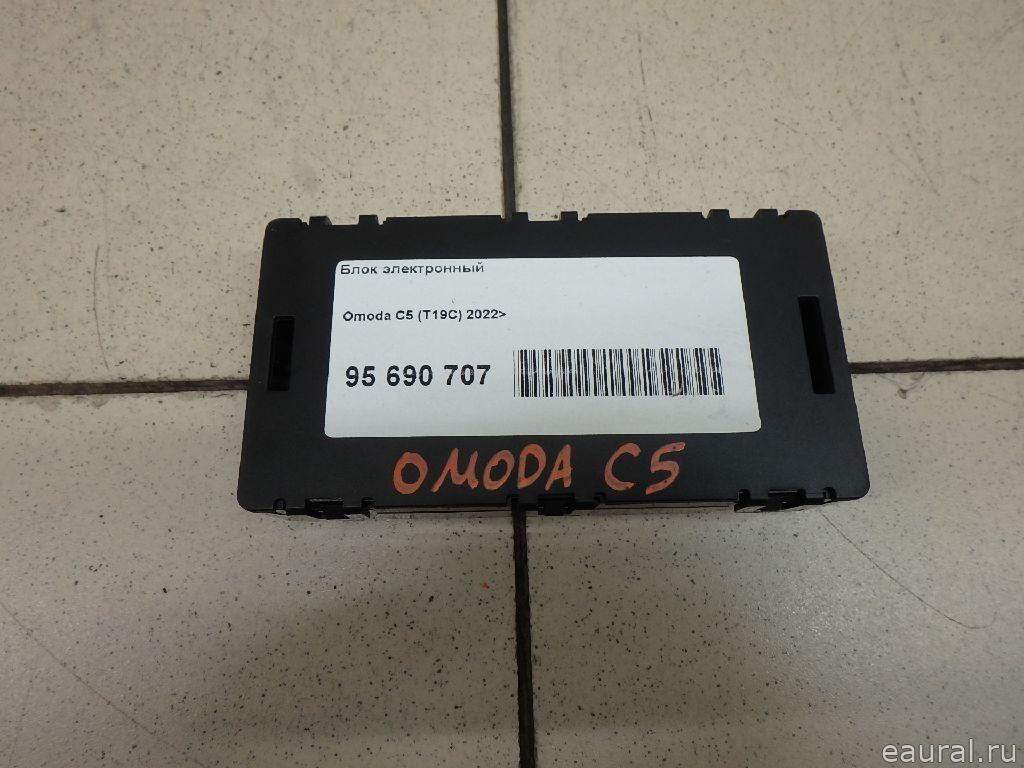 Блок электронный
Omoda C5 (T19C) 2022>
95 690 707
OMODA C5
eaural.ru